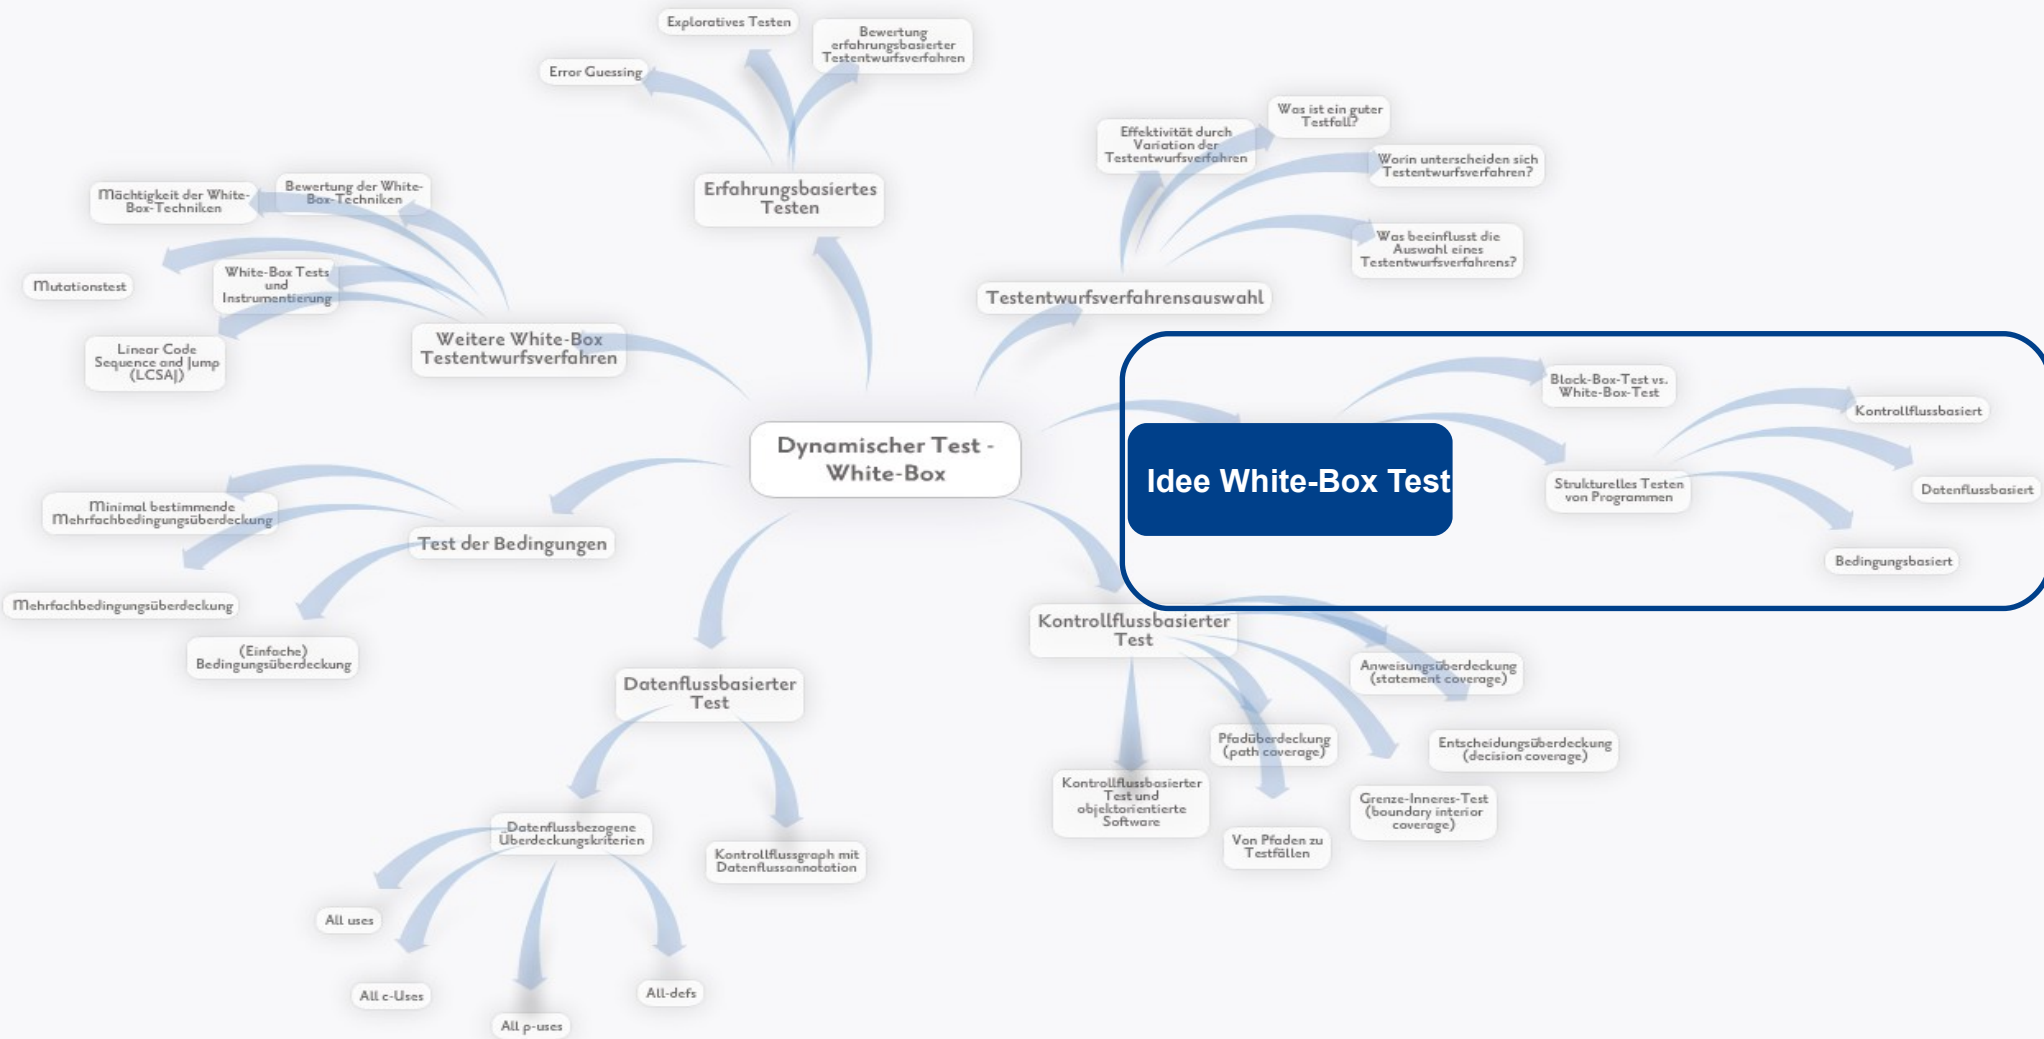 Exploratives Testen
Bewertung
erfahrungsbasierter
Testentwurfsverfahren
Error Guessing
Erfahrungsbasiertes
Testen
Was ist ein guter
Testfall?
Effektivität durch
Variation der
Testentwurfsverfahren
Worin unterscheiden sich
Testentwurfsverfahren?
Was beeinflusst die
Auswahl eines
Testentwurfsverfahrens?
Testentwurfsverfahrensauswahl
Mächtigkeit der White-
Box-Techniken
Bewertung der White-
Box-Techniken
Mutationstest
White-Box Tests
und
Instrumentierung
Linear Code
Sequence and Jump
(LCSAJ)
Weitere White-Box
Testentwurfsverfahren
Dynamischer Test -
White-Box
Idee White-Box Test
Black-Box-Test vs.
White-Box-Test
Strukturelles Testen
von Programmen
Kontrollflussbasiert
Datenflussbasiert
Bedingungsbasiert
Minimal bestimmende
Mehrfachbedingungsüberdeckung
Test der Bedingungen
Mehrfachbedingungsüberdeckung
(Einfache)
Bedingungsüberdeckung
Kontrollflussbasierter
Test
Anweisungsüberdeckung
(statement coverage)
Entscheidungsüberdeckung
(decision coverage)
Pfadüberdeckung
(path coverage)
Grenze-Inneres-Test
(boundary interior
coverage)
Kontrollflussbasierter
Test und
objektorientierte
Software
Von Pfaden zu
Testfällen
Datenflussbasierter
Test
Datenflussbezogene
Überdeckungskriterien
Kontrollflussgraph mit
Datenflussannotation
All uses
All c-Uses
All p-uses
All-defs